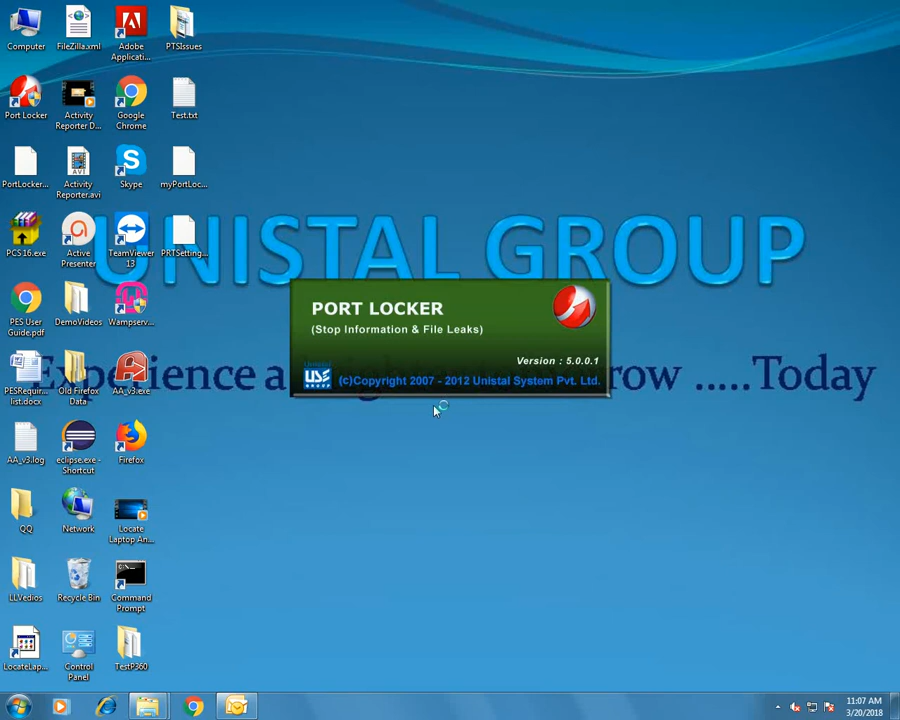 Computer
FileZilla.xml
Adobe
Applicati...
PTSIssues
Port Locker
Activity
Reporter D...
Google
Chrome
Test.txt
PortLocker...
Activity
Reporter.avi
Skype
myPortLoc...
PCS16.exe
Active
Presenter
TeamViewer
13
PRTSetting...
UNISTAL GROUP
PORT LOCKER
(Stop Information & File Leaks)
Version : 5.0.0.1
USE
(c)Copyright 2007 - 2012 Unistal System Pvt. Ltd.
PES User
Guide.pdf
DemoVideos
Wampserv...
Experience a
row .....Today
PESRequir...
list.docx
Old Firefox
Data
AA_v3.exe
AA_v3.log
eclipse.exe -
Shortcut
Firefox
QQ
Network
Locate
Laptop An...
LLVedios
Recycle Bin
Command
Prompt
LocateLap...
Control
Panel
TestP360
11:07 AM
3/20/2018